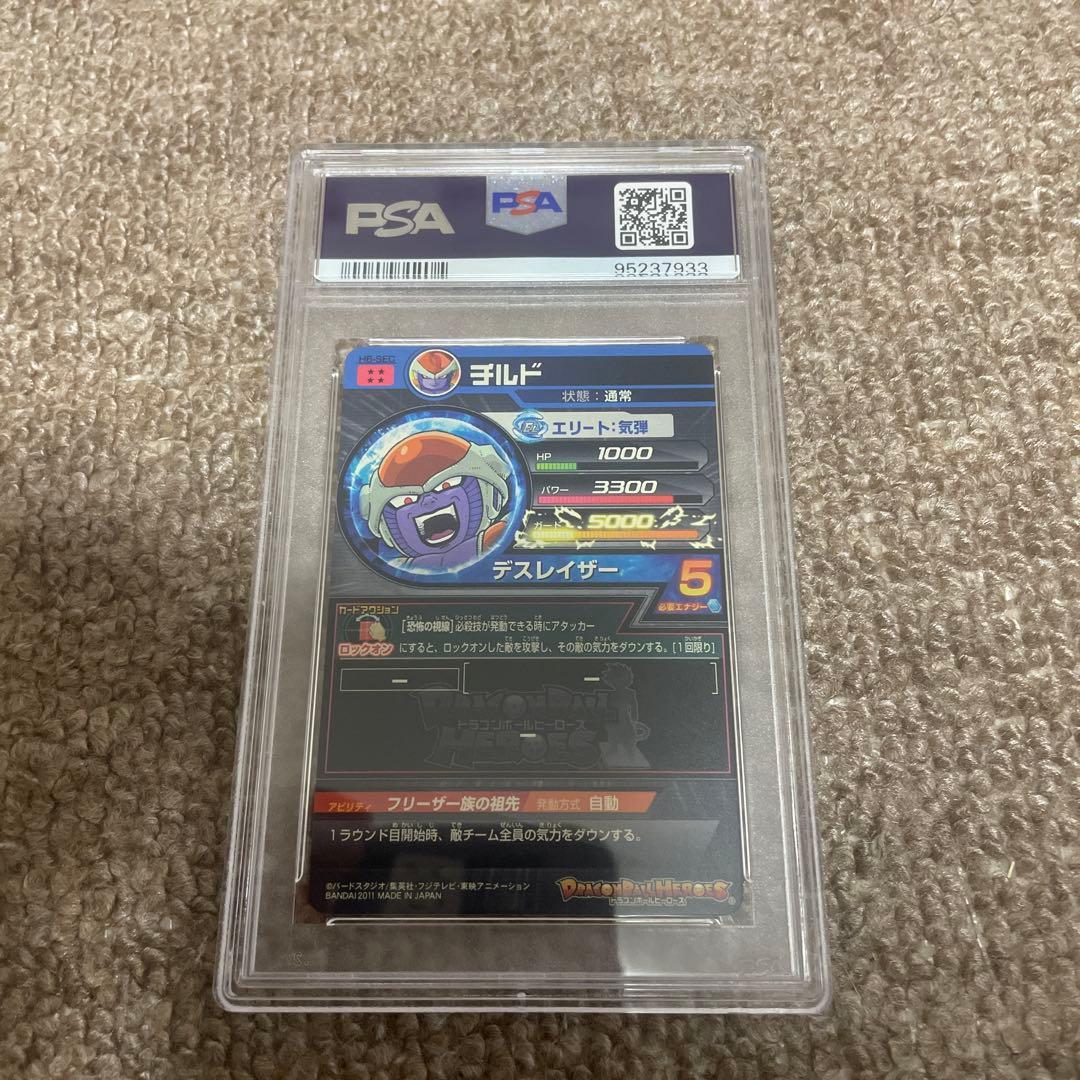 PSA
PSA
95237933
H6-SEC
チルド
状態：通常
エリート：気弾
HP 1000
パワー 3300
ガード 5000
デスレイザー
5
必要エナジー
カードアクション
ロックオン
[恐怖の視線]必殺技が発動できる時にアタッカー
にすると、ロックオンした敵を攻撃し、その敵の気力をダウンする。[1回限り]
DRAGON BALL
ドラゴンボールヒーローズ
HEROES
アビリティ フリーザー族の祖先 発動方式 自動
1ラウンド目開始時、敵チーム全員の気力をダウンする。
©バードスタジオ/集英社・フジテレビ・東映アニメーション
BANDAI 2011 MADE IN JAPAN
DRAGONBALL HEROES
ドラゴンボールヒーローズ